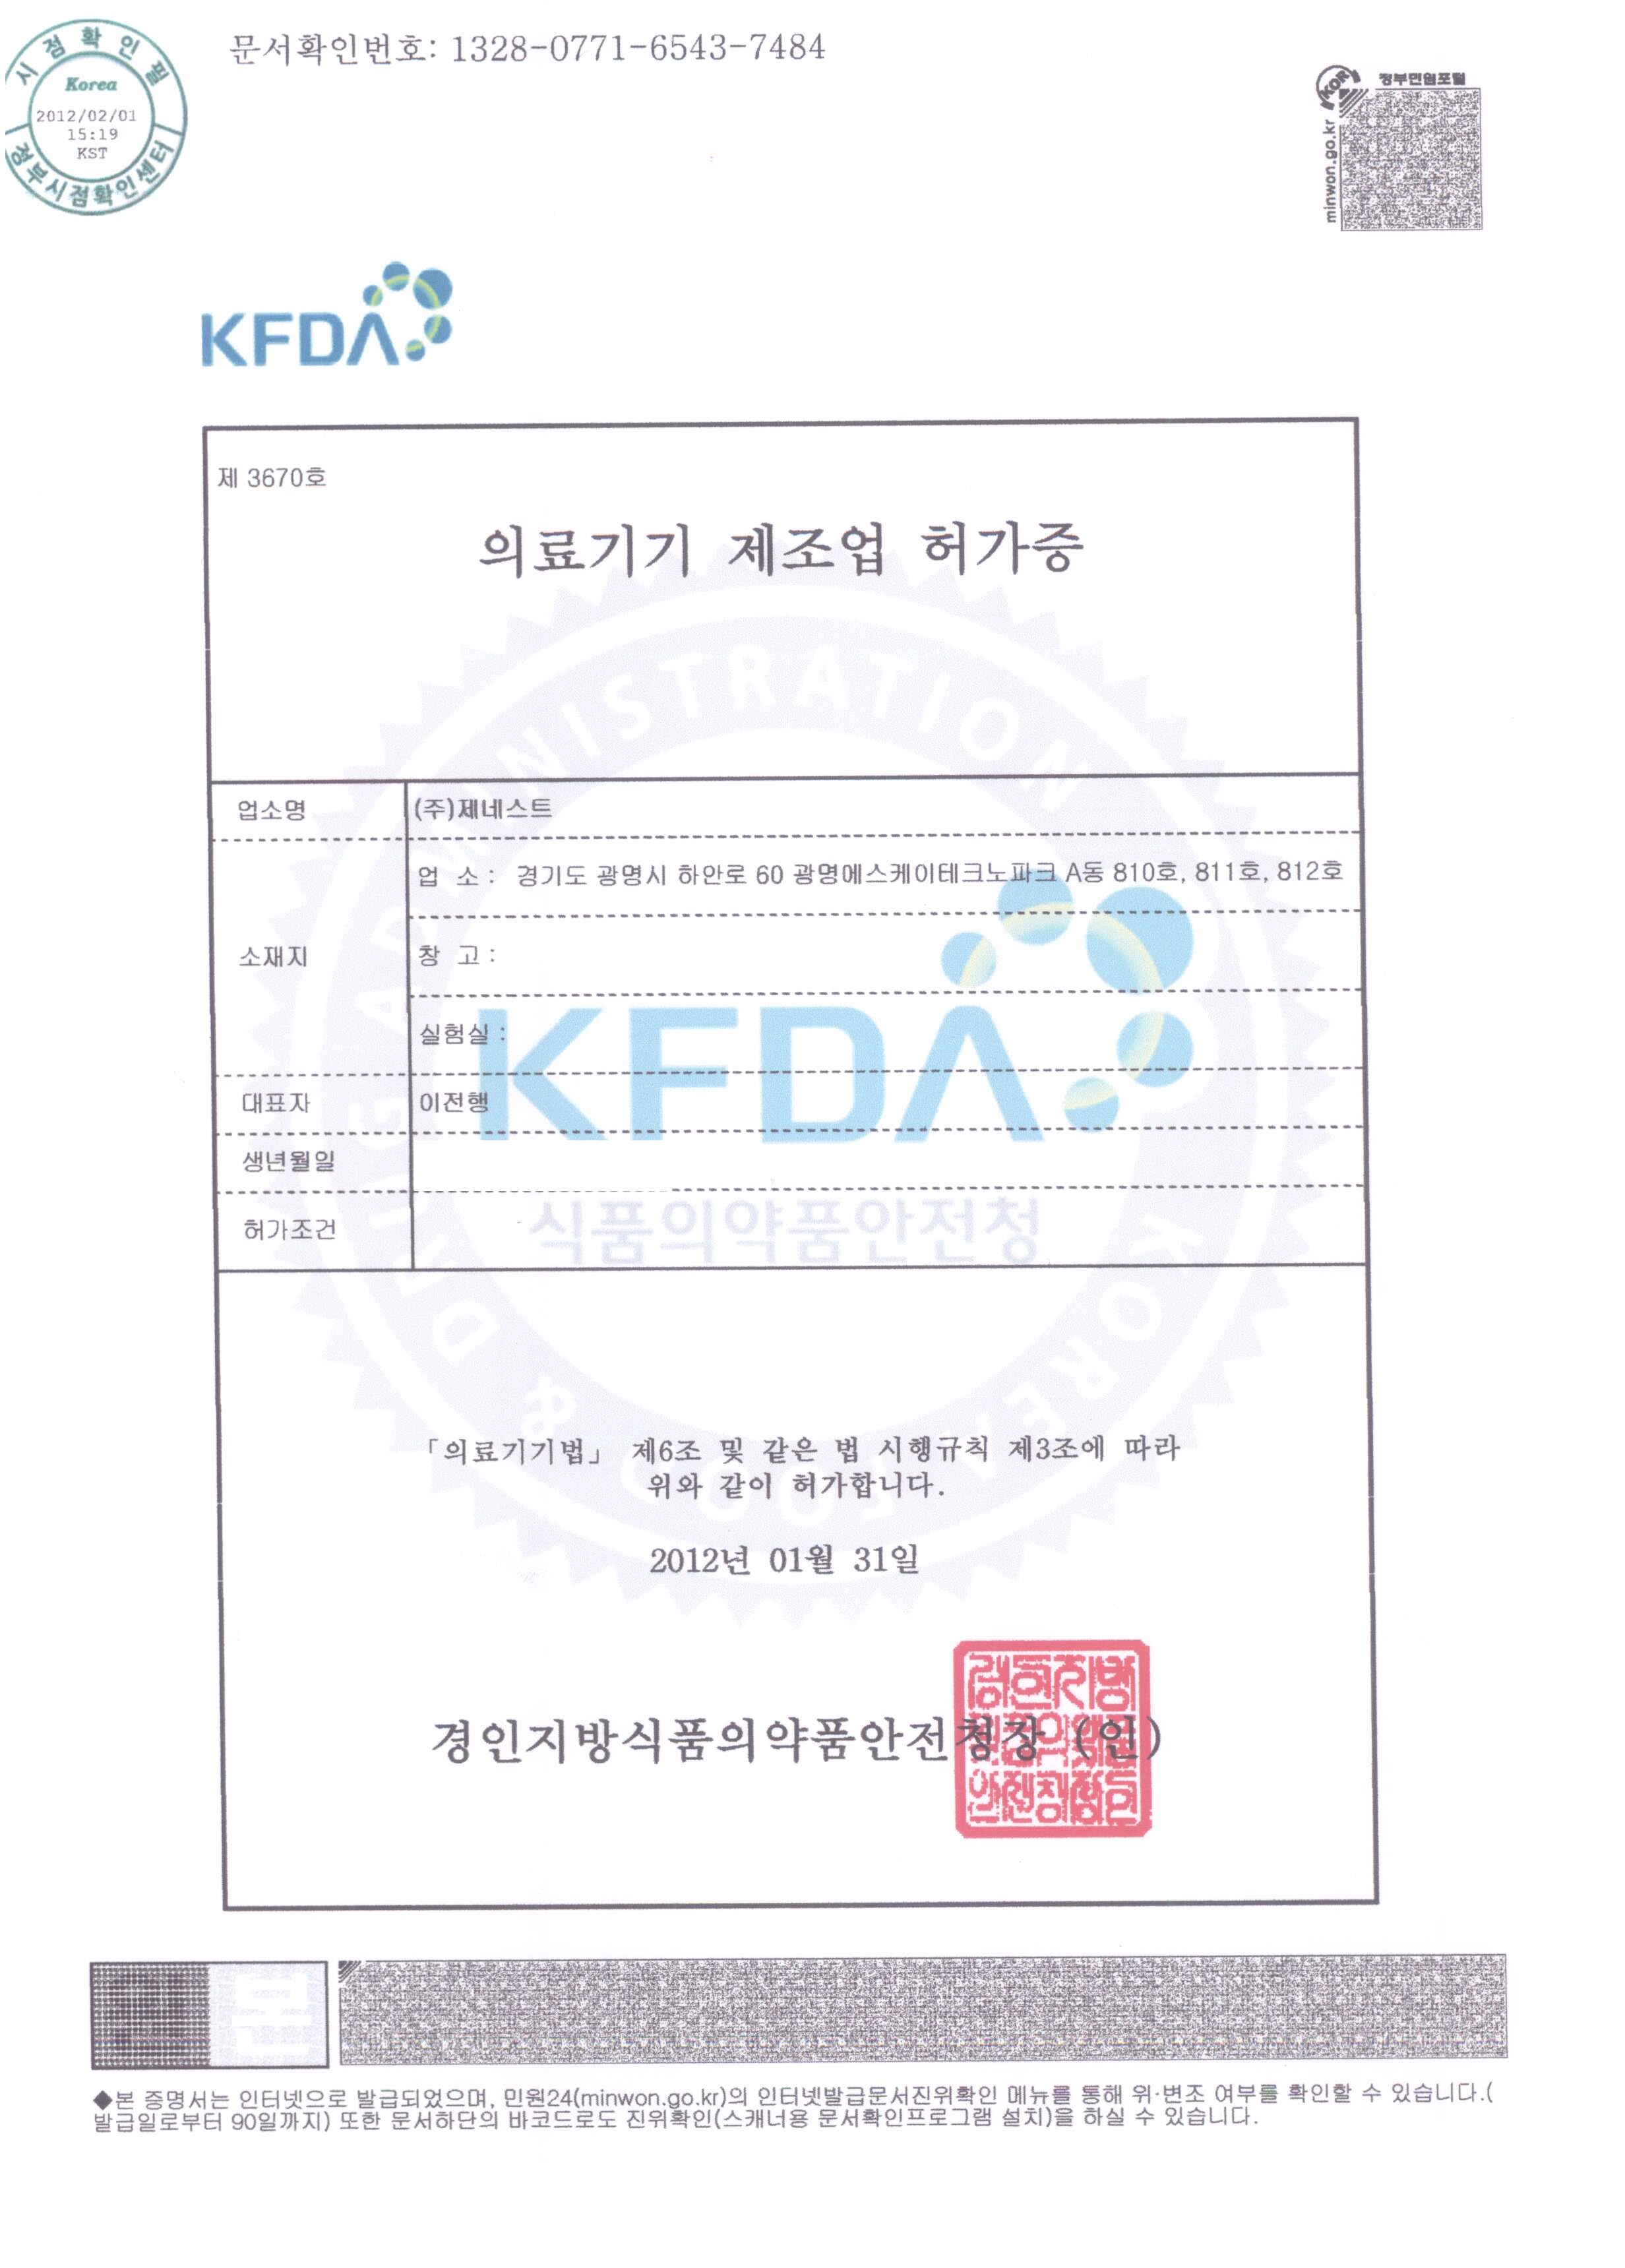 시점확인필
Korea
2012/02/01
15:19
KST
정부시점확인센터
문서확인번호: 1328-0771-6543-7484
KOR
정부민원포털
minwon.go.kr
KFDA
제 3670호
의료기기 제조업 허가증
업소명 (주)제네스트
소재지
업 소 : 경기도 광명시 하안로 60 광명에스케이테크노파크 A동 810호, 811호, 812호
창 고 :
실험실 :
대표자 이전행
생년월일
허가조건
KFDA
식품의약품안전청
KOREA FOOD & DRUG ADMINISTRATION
「의료기기법」 제6조 및 같은 법 시행규칙 제3조에 따라
위와 같이 허가합니다.
2012년 01월 31일
경인지방식품의약품안전청장 (인)
본
◆본 증명서는 인터넷으로 발급되었으며, 민원24(minwon.go.kr)의 인터넷발급문서진위확인 메뉴를 통해 위·변조 여부를 확인할 수 있습니다.(
발급일로부터 90일까지) 또한 문서하단의 바코드로도 진위확인(스캐너용 문서확인프로그램 설치)을 하실 수 있습니다.